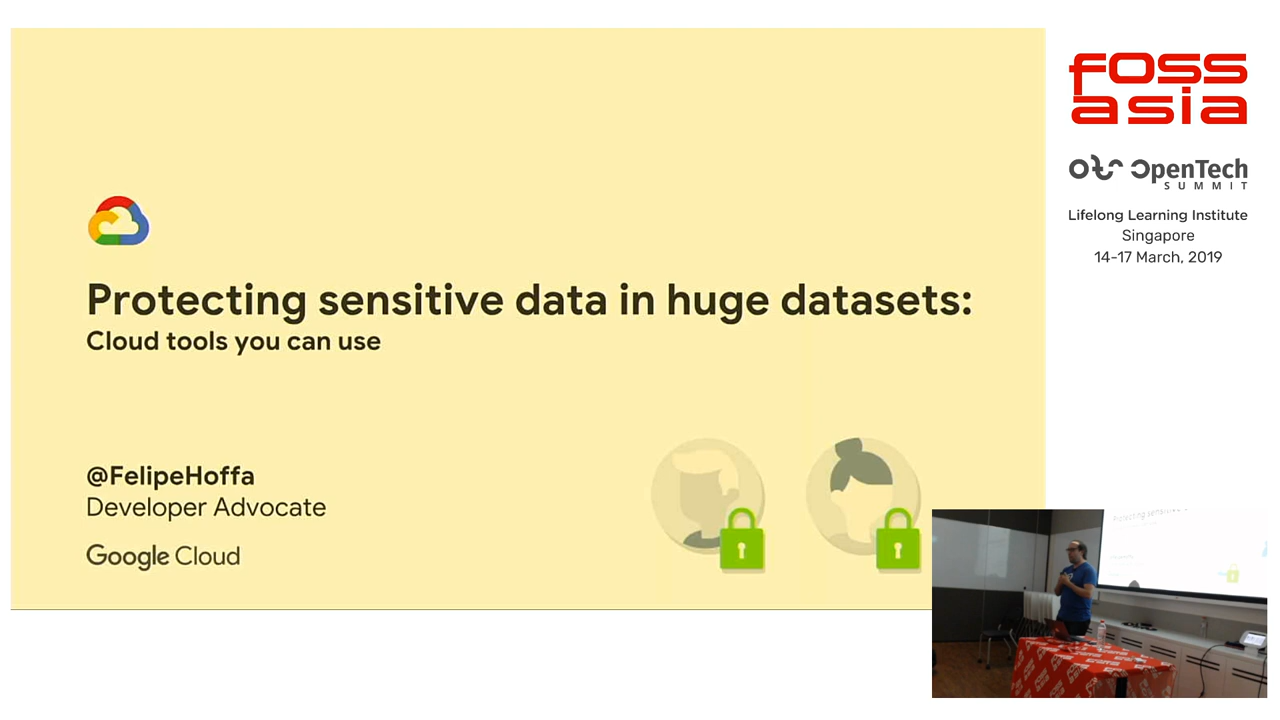 Protecting sensitive data in huge datasets:
Cloud tools you can use
@FelipeHoffa
Developer Advocate
Google Cloud
fOSS
asia
OpenTech
SUMMIT
Lifelong Learning Institute
Singapore
14-17 March, 2019